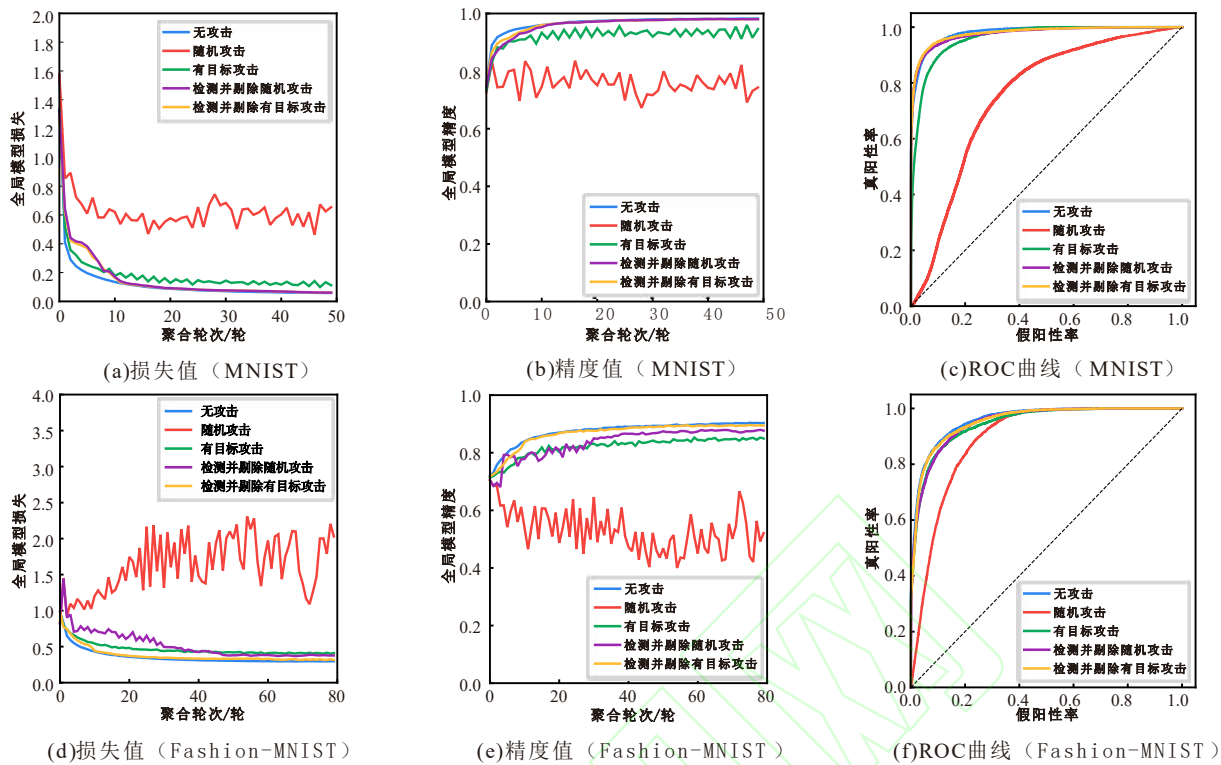 全局模型损失
2.0
1.8
1.6
1.4
1.2
1.0
0.8
0.6
0.4
0.2
0.0
无攻击
随机攻击
有目标攻击
检测并剔除随机攻击
检测并剔除有目标攻击
0 10 20 30 40 50
聚合轮次/轮
(a)损失值（MNIST）
全局模型精度
1.0
0.8
0.6
0.4
0.2
0.0
无攻击
随机攻击
有目标攻击
检测并剔除随机攻击
检测并剔除有目标攻击
0 10 20 30 40 50
聚合轮次/轮
(b)精度值（MNIST）
真阳性率
1.0
0.8
0.6
0.4
0.2
0.0
无攻击
随机攻击
有目标攻击
检测并剔除随机攻击
检测并剔除有目标攻击
0.0 0.2 0.4 0.6 0.8 1.0
假阳性率
(c)ROC曲线（MNIST）
全局模型损失
4.0
3.5
3.0
2.5
2.0
1.5
1.0
0.5
0.0
无攻击
随机攻击
有目标攻击
检测并剔除随机攻击
检测并剔除有目标攻击
0 20 40 60 80
聚合轮次/轮
(d)损失值（Fashion-MNIST）
全局模型精度
1.0
0.8
0.6
0.4
0.2
0.0
无攻击
随机攻击
有目标攻击
检测并剔除随机攻击
检测并剔除有目标攻击
0 20 40 60 80
聚合轮次/轮
(e)精度值（Fashion-MNIST）
真阳性率
1.0
0.8
0.6
0.4
0.2
0.0
无攻击
随机攻击
有目标攻击
检测并剔除随机攻击
检测并剔除有目标攻击
0.0 0.2 0.4 0.6 0.8 1.0
假阳性率
(f)ROC曲线（Fashion-MNIST）